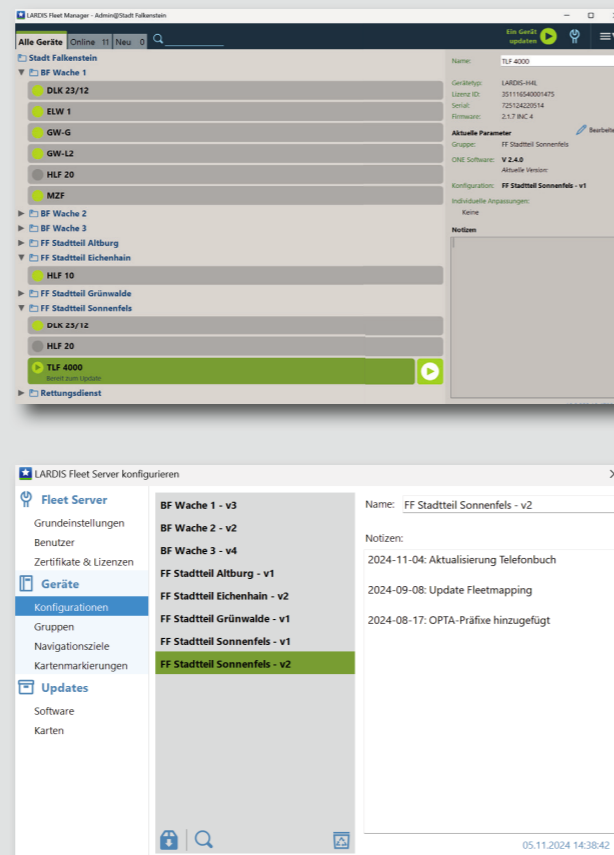 LARDIS Fleet Manager - Admin@Stadt Falkenstein
Alle Geräte Online 11 Neu 0
Ein Gerät
updaten
Stadt Falkenstein
BF Wache 1
DLK 23/12
ELW 1
GW-G
GW-L2
HLF 20
MZF
BF Wache 2
BF Wache 3
FF Stadtteil Altburg
FF Stadtteil Eichenhain
HLF 10
FF Stadtteil Grünwalde
FF Stadtteil Sonnenfels
DLK 23/12
HLF 20
TLF 4000
Bereit zum Update
Rettungsdienst
Name: TLF 4000
Gerätetyp: LARDIS-H4L
Lizenz ID: 351116540001475
Serial: 725124220514
Firmware: 2.1.7 INC 4
Aktuelle Parameter Bearbeite
Gruppe: FF Stadtteil Sonnenfels
ONE Software: V 2.4.0
Aktuelle Version:
Konfiguration: FF Stadtteil Sonnenfels - v1
Individuelle Anpassungen:
Keine
Notizen
LARDIS Fleet Server konfigurieren
Fleet Server
Grundeinstellungen
Benutzer
Zertifikate & Lizenzen
Geräte
Konfigurationen
Gruppen
Navigationsziele
Kartenmarkierungen
Updates
Software
Karten
BF Wache 1 - v3
BF Wache 2 - v2
BF Wache 3 - v4
FF Stadtteil Altburg - v1
FF Stadtteil Eichenhain - v2
FF Stadtteil Grünwalde - v1
FF Stadtteil Sonnenfels - v1
FF Stadtteil Sonnenfels - v2
Name: FF Stadtteil Sonnenfels - v2
Notizen:
2024-11-04: Aktualisierung Telefonbuch
2024-09-08: Update Fleetmapping
2024-08-17: OPTA-Präfixe hinzugefügt
05.11.2024 14:38:42